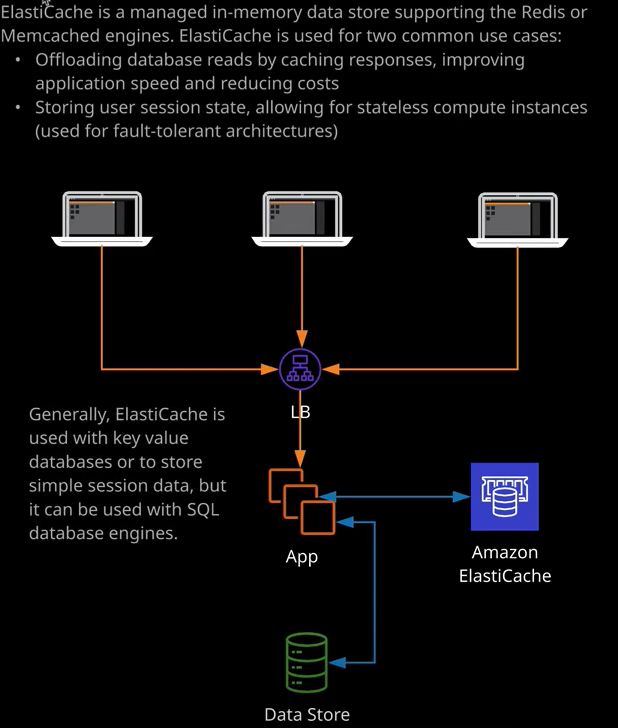 ElastiCache is a managed in-memory data store supporting the Redis or
Memcached engines. ElastiCache is used for two common use cases:
• Offloading database reads by caching responses, improving
application speed and reducing costs
• Storing user session state, allowing for stateless compute instances
(used for fault-tolerant architectures)
LB
Generally, ElastiCache is
used with key value
databases or to store
simple session data, but
it can be used with SQL
database engines.
App
Amazon
ElastiCache
Data Store